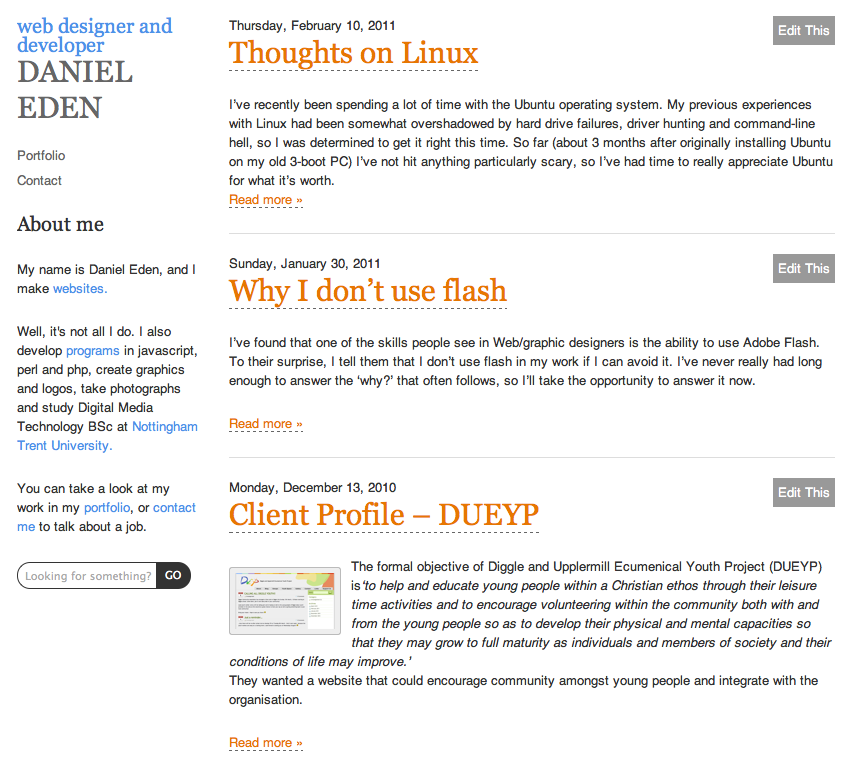 web designer and
developer
DANIEL
EDEN
Portfolio
Contact
About me
My name is Daniel Eden, and I
make websites.
Well, it's not all I do. I also
develop programs in javascript,
perl and php, create graphics
and logos, take photographs
and study Digital Media
Technology BSc at Nottingham
Trent University.
You can take a look at my
work in my portfolio, or contact
me to talk about a job.
Looking for something? GO
Thursday, February 10, 2011
Edit This
Thoughts on Linux
I’ve recently been spending a lot of time with the Ubuntu operating system. My previous experiences
with Linux had been somewhat overshadowed by hard drive failures, driver hunting and command-line
hell, so I was determined to get it right this time. So far (about 3 months after originally installing Ubuntu
on my old 3-boot PC) I’ve not hit anything particularly scary, so I’ve had time to really appreciate Ubuntu
for what it’s worth.
Read more »
Sunday, January 30, 2011
Edit This
Why I don’t use flash
I’ve found that one of the skills people see in Web/graphic designers is the ability to use Adobe Flash.
To their surprise, I tell them that I don’t use flash in my work if I can avoid it. I’ve never really had long
enough to answer the ‘why?’ that often follows, so I’ll take the opportunity to answer it now.
Read more »
Monday, December 13, 2010
Edit This
Client Profile – DUEYP
The formal objective of Diggle and Upplermill Ecumenical Youth Project (DUEYP)
is‘to help and educate young people within a Christian ethos through their leisure
time activities and to encourage volunteering within the community both with and
from the young people so as to develop their physical and mental capacities so
that they may grow to full maturity as individuals and members of society and their
conditions of life may improve.’
They wanted a website that could encourage community amongst young people and integrate with the
organisation.
Read more »